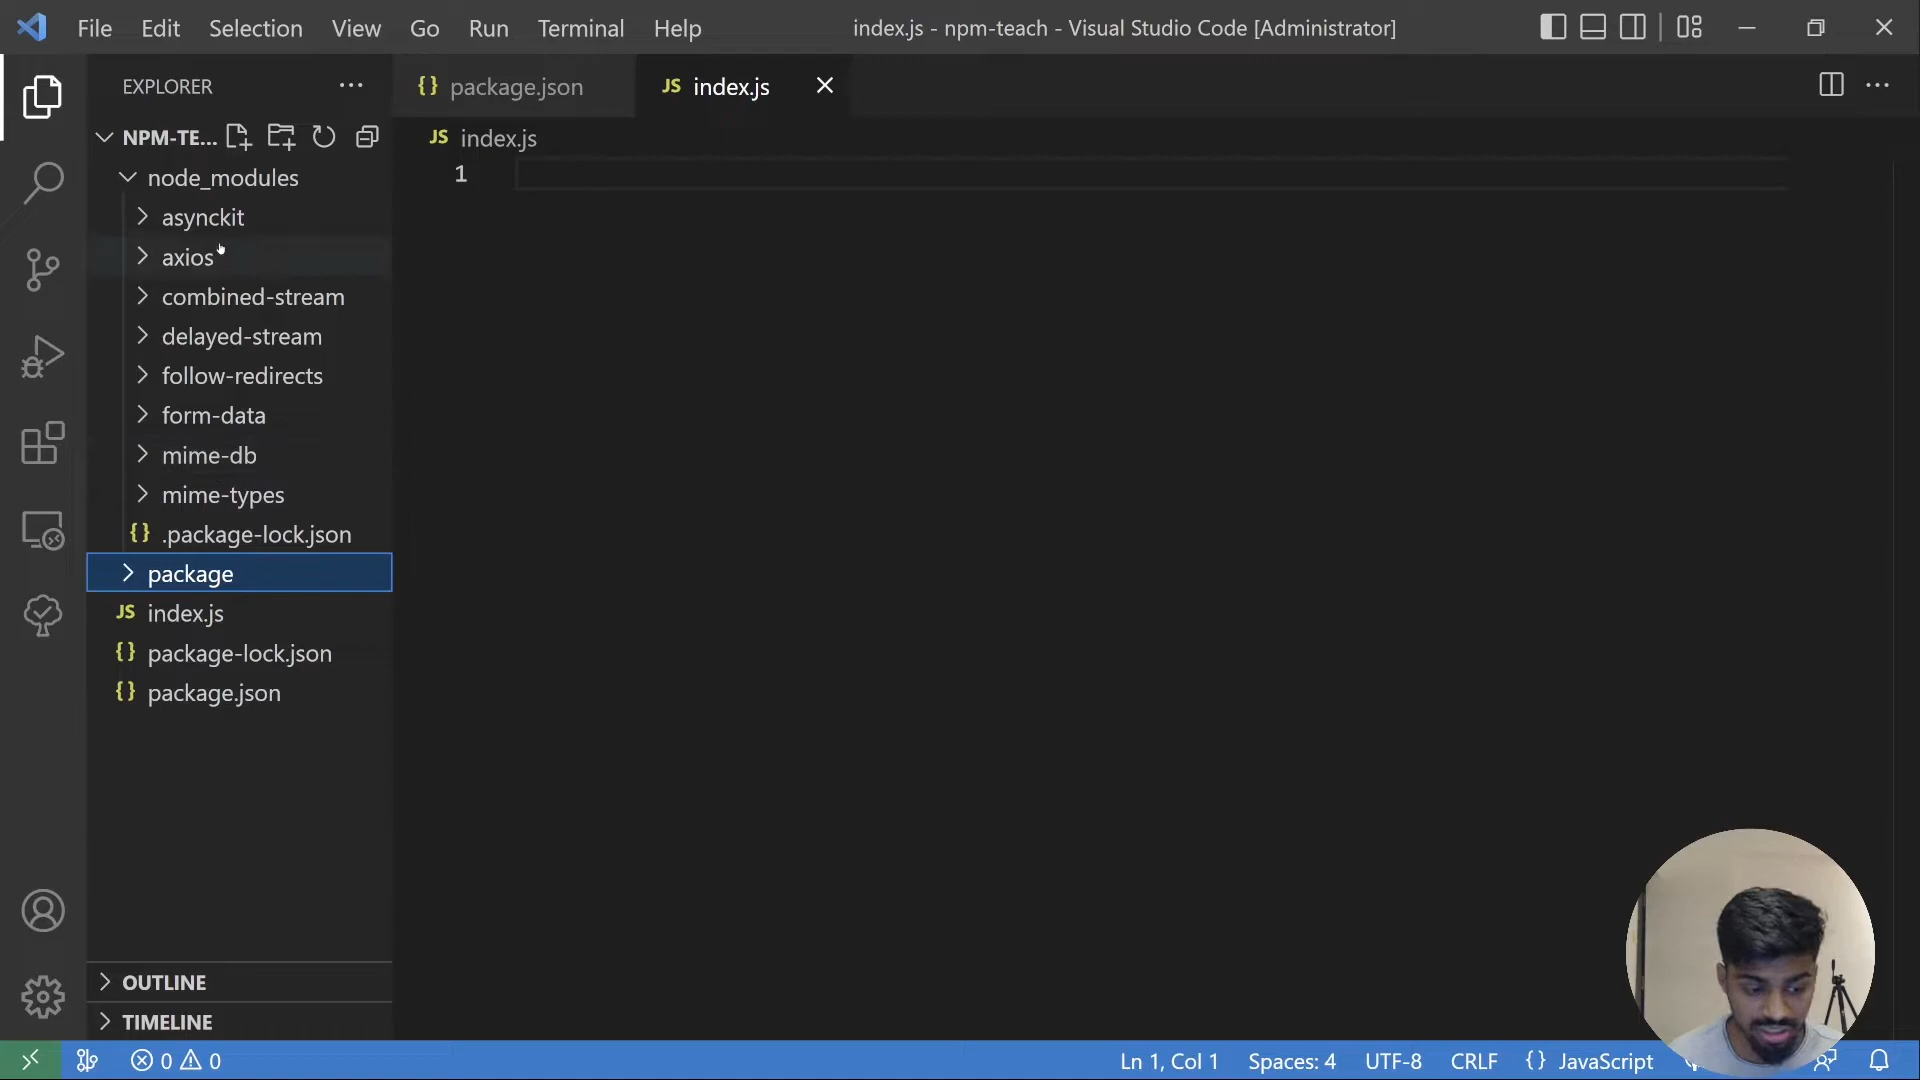 File Edit Selection View Go Run Terminal Help
index.js - npm-teach - Visual Studio Code [Administrator]
EXPLORER
{} package.json
JS index.js
NPM-TE...
JS index.js
1
node_modules
asynckit
axios
combined-stream
delayed-stream
follow-redirects
form-data
mime-db
mime-types
{} .package-lock.json
package
JS index.js
{} package-lock.json
{} package.json
OUTLINE
TIMELINE
0 0
Ln 1, Col 1 Spaces: 4 UTF-8 CRLF {} JavaScript